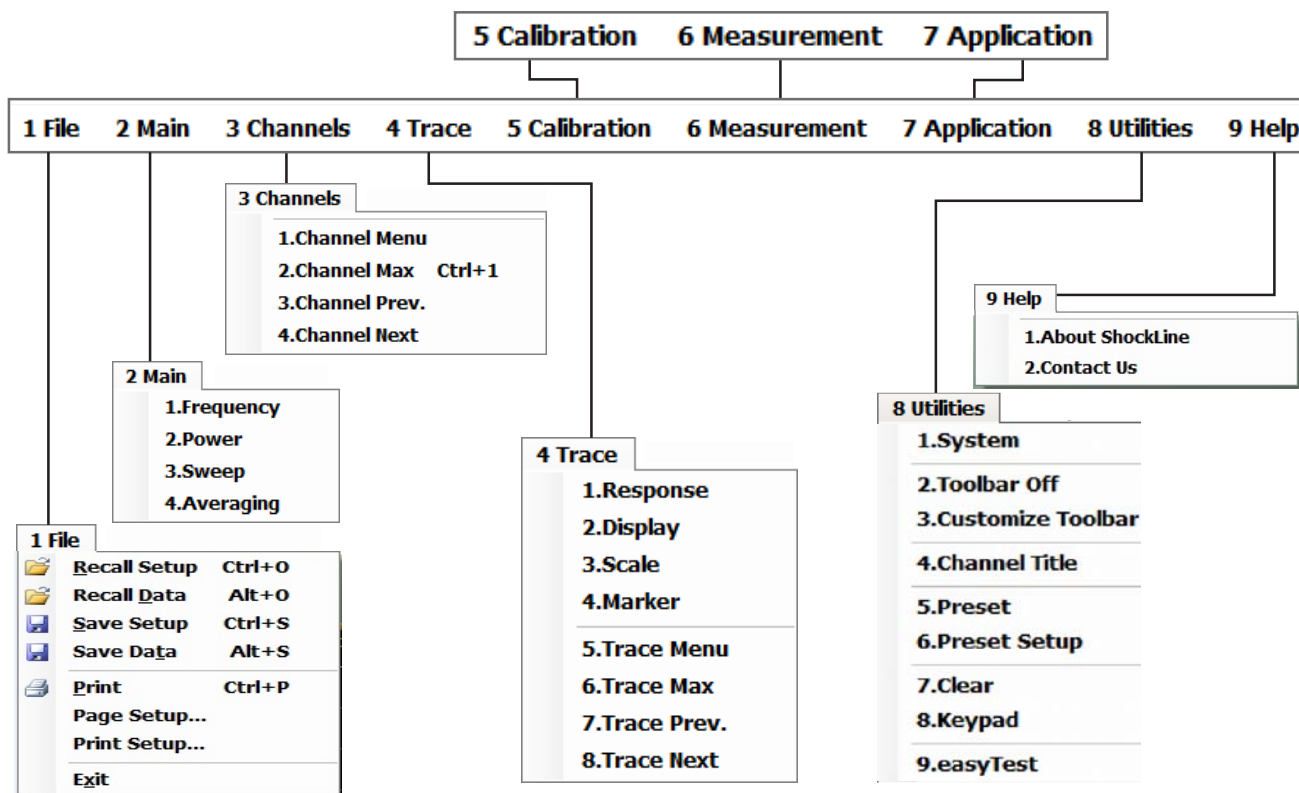 5 Calibration 6 Measurement 7 Application
1 File 2 Main 3 Channels 4 Trace 5 Calibration 6 Measurement 7 Application 8 Utilities 9 Help
3 Channels
1.Channel Menu
2.Channel Max Ctrl+1
3.Channel Prev.
4.Channel Next
9 Help
1.About ShockLine
2.Contact Us
2 Main
1.Frequency
2.Power
3.Sweep
4.Averaging
8 Utilities
1.System
2.Toolbar Off
3.Customize Toolbar
4.Channel Title
5.Preset
6.Preset Setup
7.Clear
8.Keypad
9.easyTest
4 Trace
1.Response
2.Display
3.Scale
4.Marker
5.Trace Menu
6.Trace Max
7.Trace Prev.
8.Trace Next
1 File
Recall Setup Ctrl+O
Recall Data Alt+O
Save Setup Ctrl+S
Save Data Alt+S
Print Ctrl+P
Page Setup...
Print Setup...
Exit